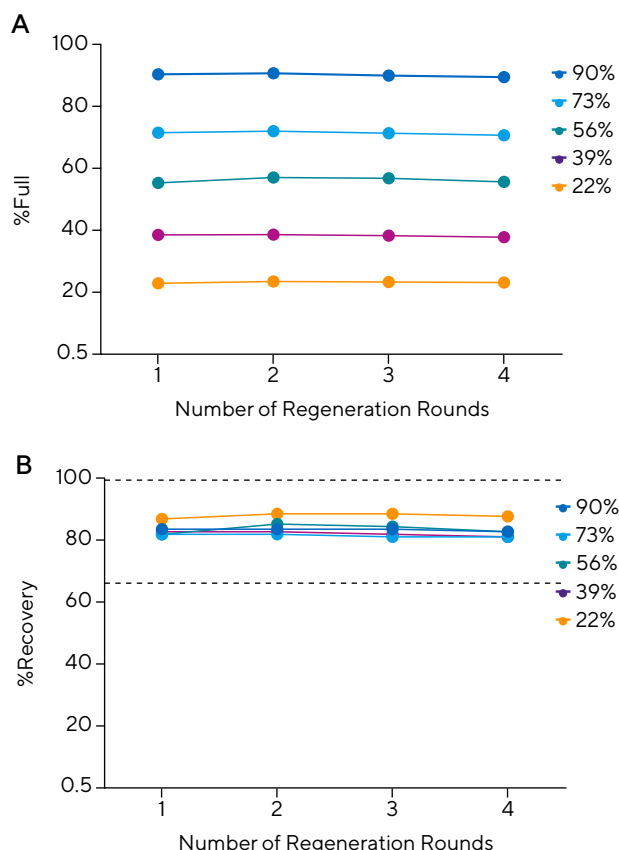 A
100
80
60
40
20
0.5
%Full
1 2 3 4
Number of Regeneration Rounds
90%
73%
56%
39%
22%
B
100
80
60
40
20
0.5
%Recovery
1 2 3 4
Number of Regeneration Rounds
90%
73%
56%
39%
22%